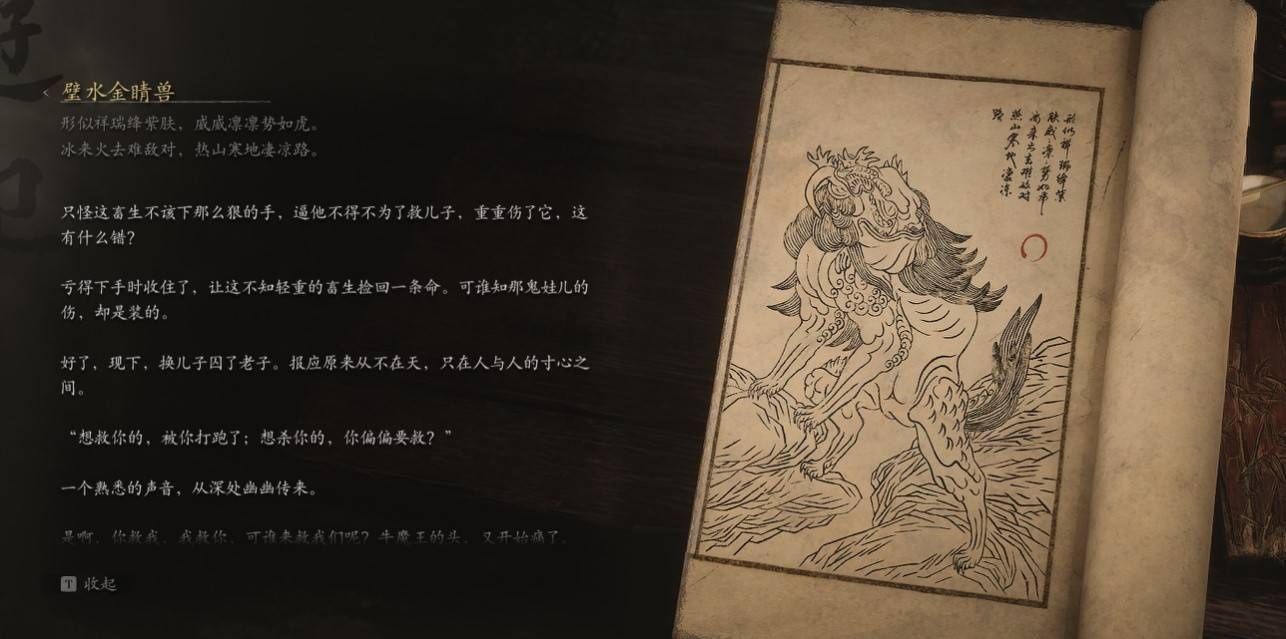 璧水金睛兽
形似祥瑞绛紫肤，威威凛凛势如虎。
冰来火去难敌对，热山寒地凄凉路。
只怪这畜生不该下那么狠的手，逼他不得不为了救儿子，重重伤了它，这
有什么错？
亏得下手时收住了，让这不知轻重的畜生捡回一条命。可谁知那鬼娃儿的
伤，却是装的。
好了，现下，换儿子囚了老子。报应原来从不在天，只在人与人的寸心之
间。
“想救你的，被你打跑了；想杀你的，你偏偏要救？”
一个熟悉的声音，从深处幽幽传来。
是啊，你救我，我救你，可谁来救我们呢？牛魔王的头，又开始痛了。
T 收起
形似祥瑞绛紫
肤威威凛凛势如虎
冰来火去难敌对
热山寒地凄凉
路